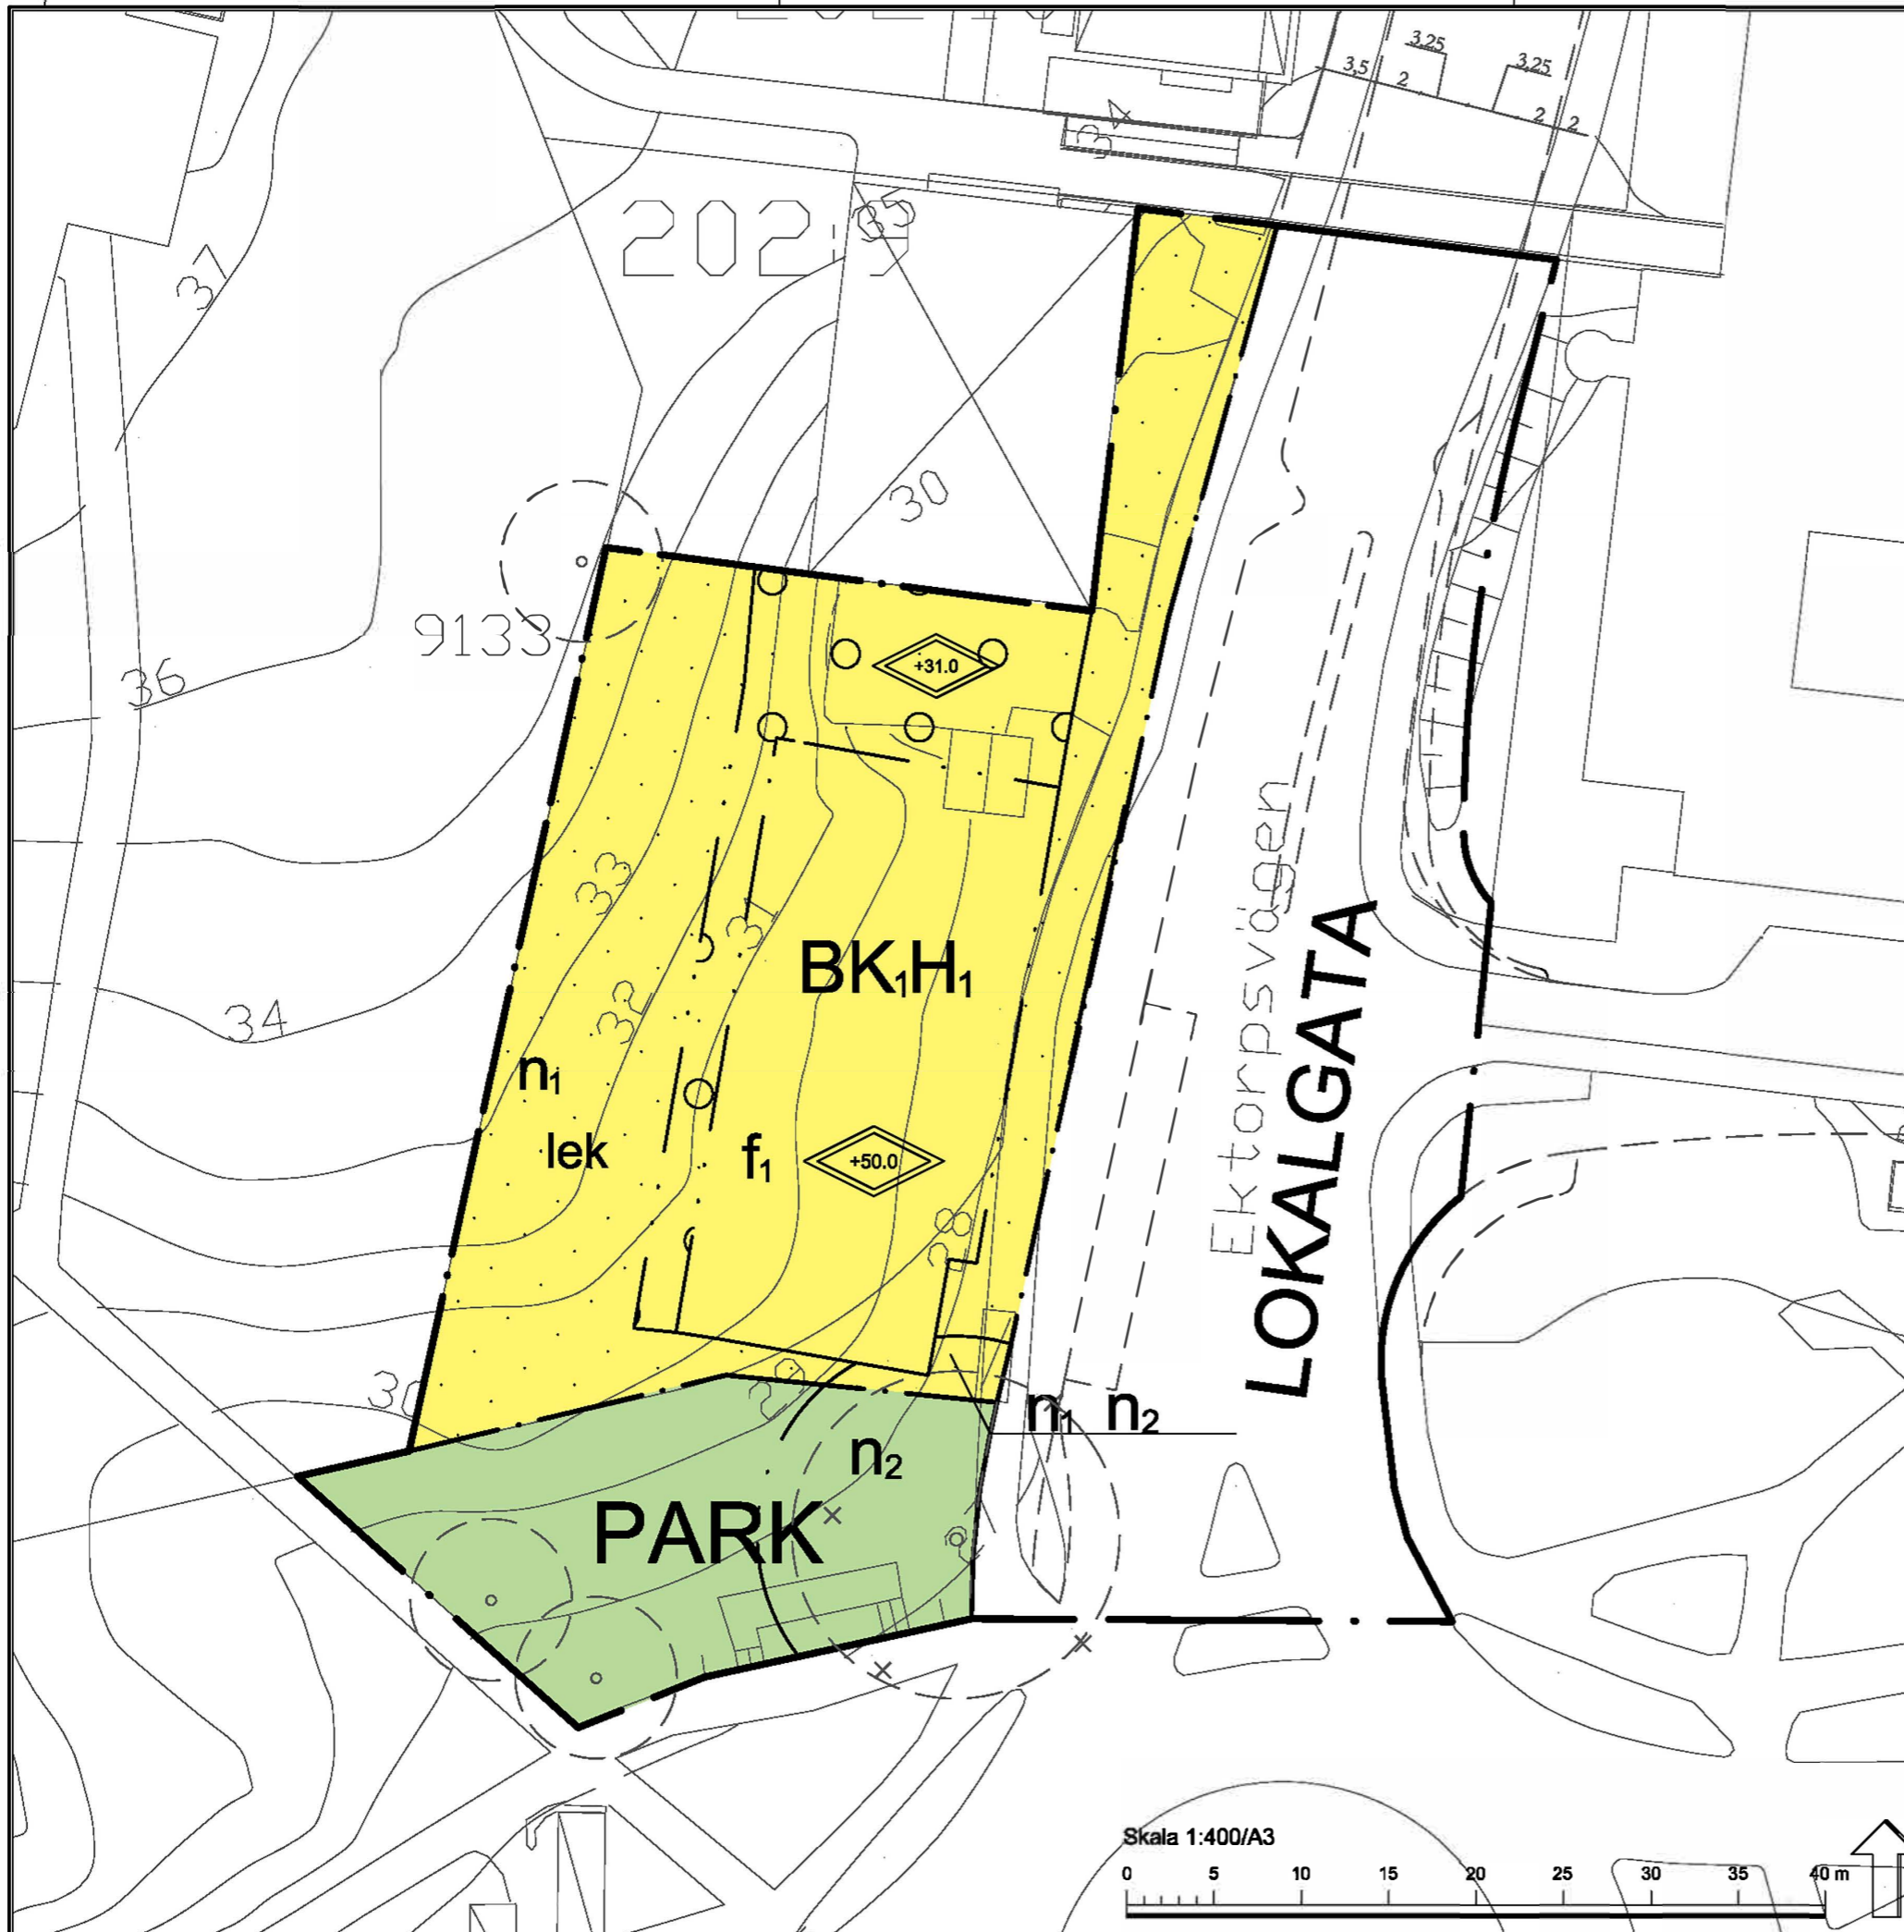 3,25
3,25
3,5
2
2
2
37
30
9133
36
+31.0
33
31
BK₁H₁
32
34
n₁
lek
f₁
+50.0
28
Ektorpsvägen
LOKALGATA
30
29
n₁ n₂
n₂
PARK
Skala 1:400/A3
0 5 10 15 20 25 30 35 40 m